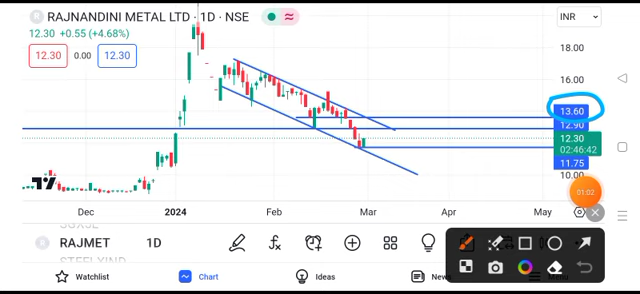 R RAJNANDINI METAL LTD · 1D · NSE
INR
12.30 +0.55 (+4.68%)
12.30 0.00 12.30
18.00
16.00
13.60
12.90
12.30
02:46:42
11.75
10.00
01:02
Dec 2024 Feb Mar Apr May
R RAJMET 1D
STEELXIND
Watchlist Chart Ideas News